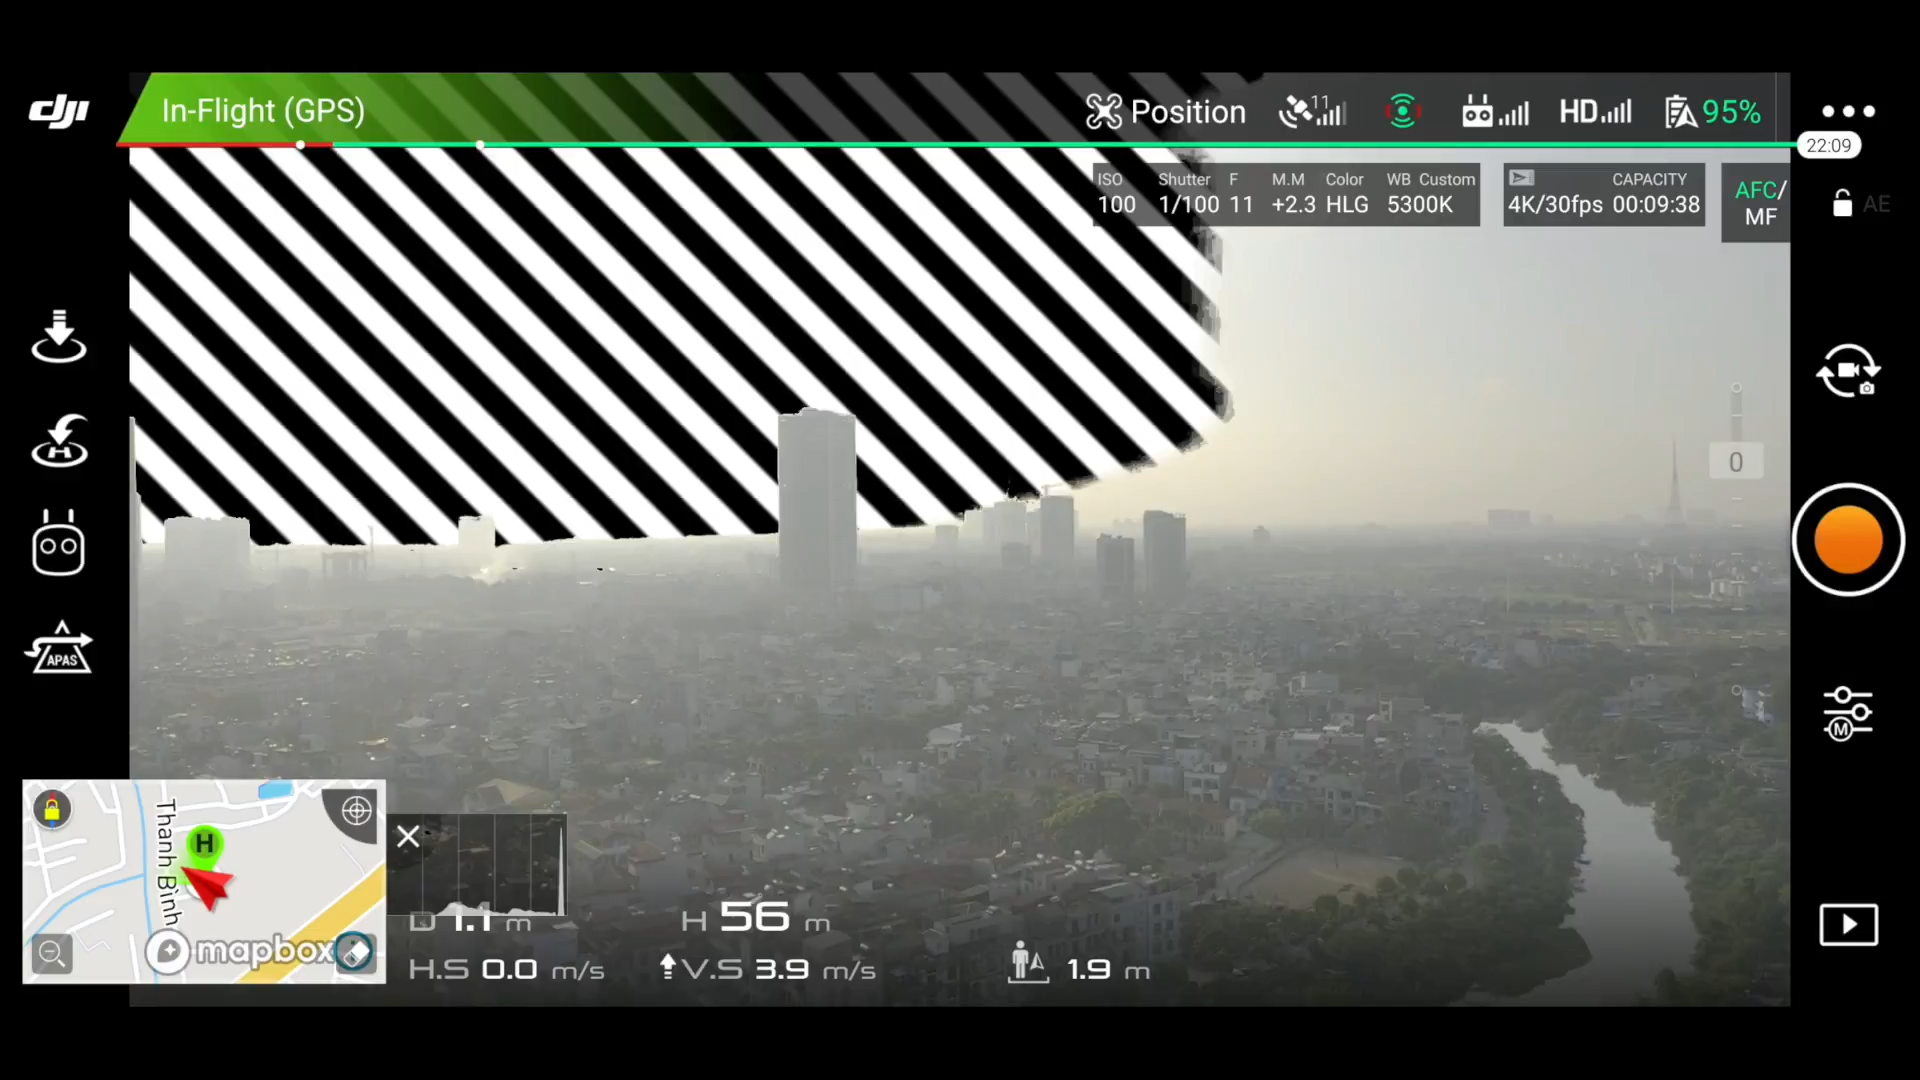 dji
In-Flight (GPS)
Position
11
HD
95%
22:09
ISO Shutter F M.M Color WB Custom
100 1/100 11 +2.3 HLG 5300K
CAPACITY
4K/30fps 00:09:38
AFC/
MF
AE
0
H
APAS
M
H
Thanh Bình
mapbox
D 1.1 m
H 56 m
H.S 0.0 m/s
V.S 3.9 m/s
1.9 m